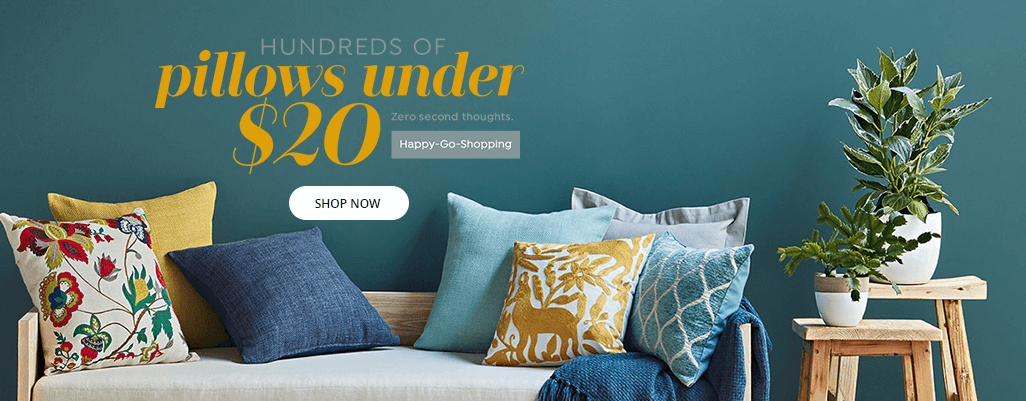 HUNDREDS OF
pillows under
$20
Zero second thoughts.
Happy-Go-Shopping
SHOP NOW